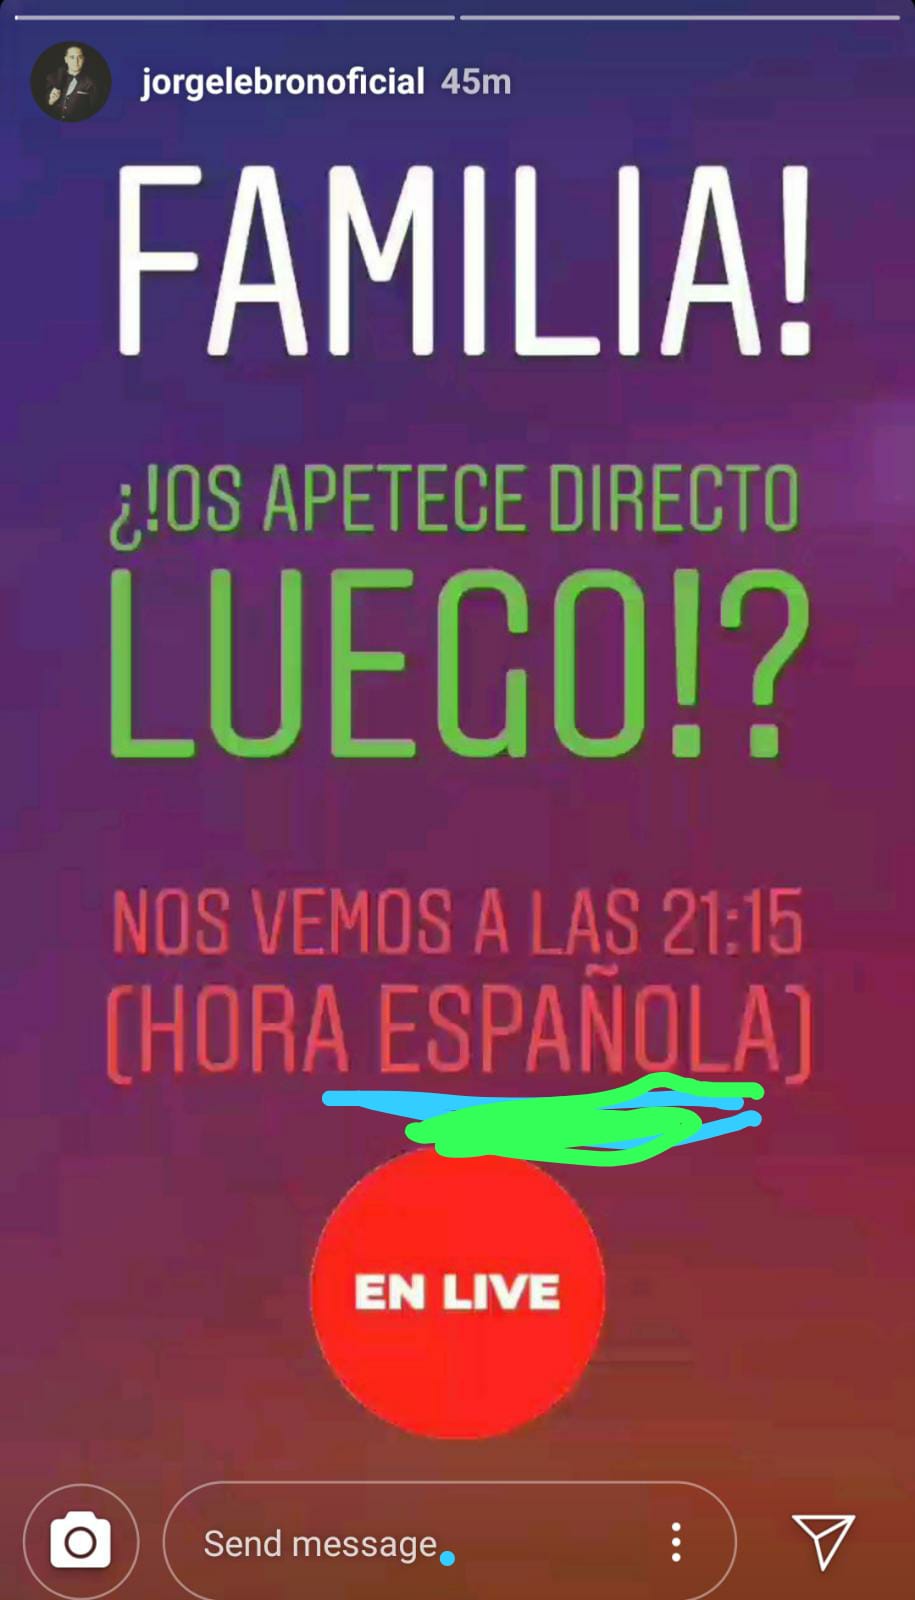 jorgelebronoficial 45m
FAMILIA!
¿!OS APETECE DIRECTO
LUEGO!?
NOS VEMOS A LAS 21:15
(HORA ESPAÑOLA)
EN LIVE
Send message